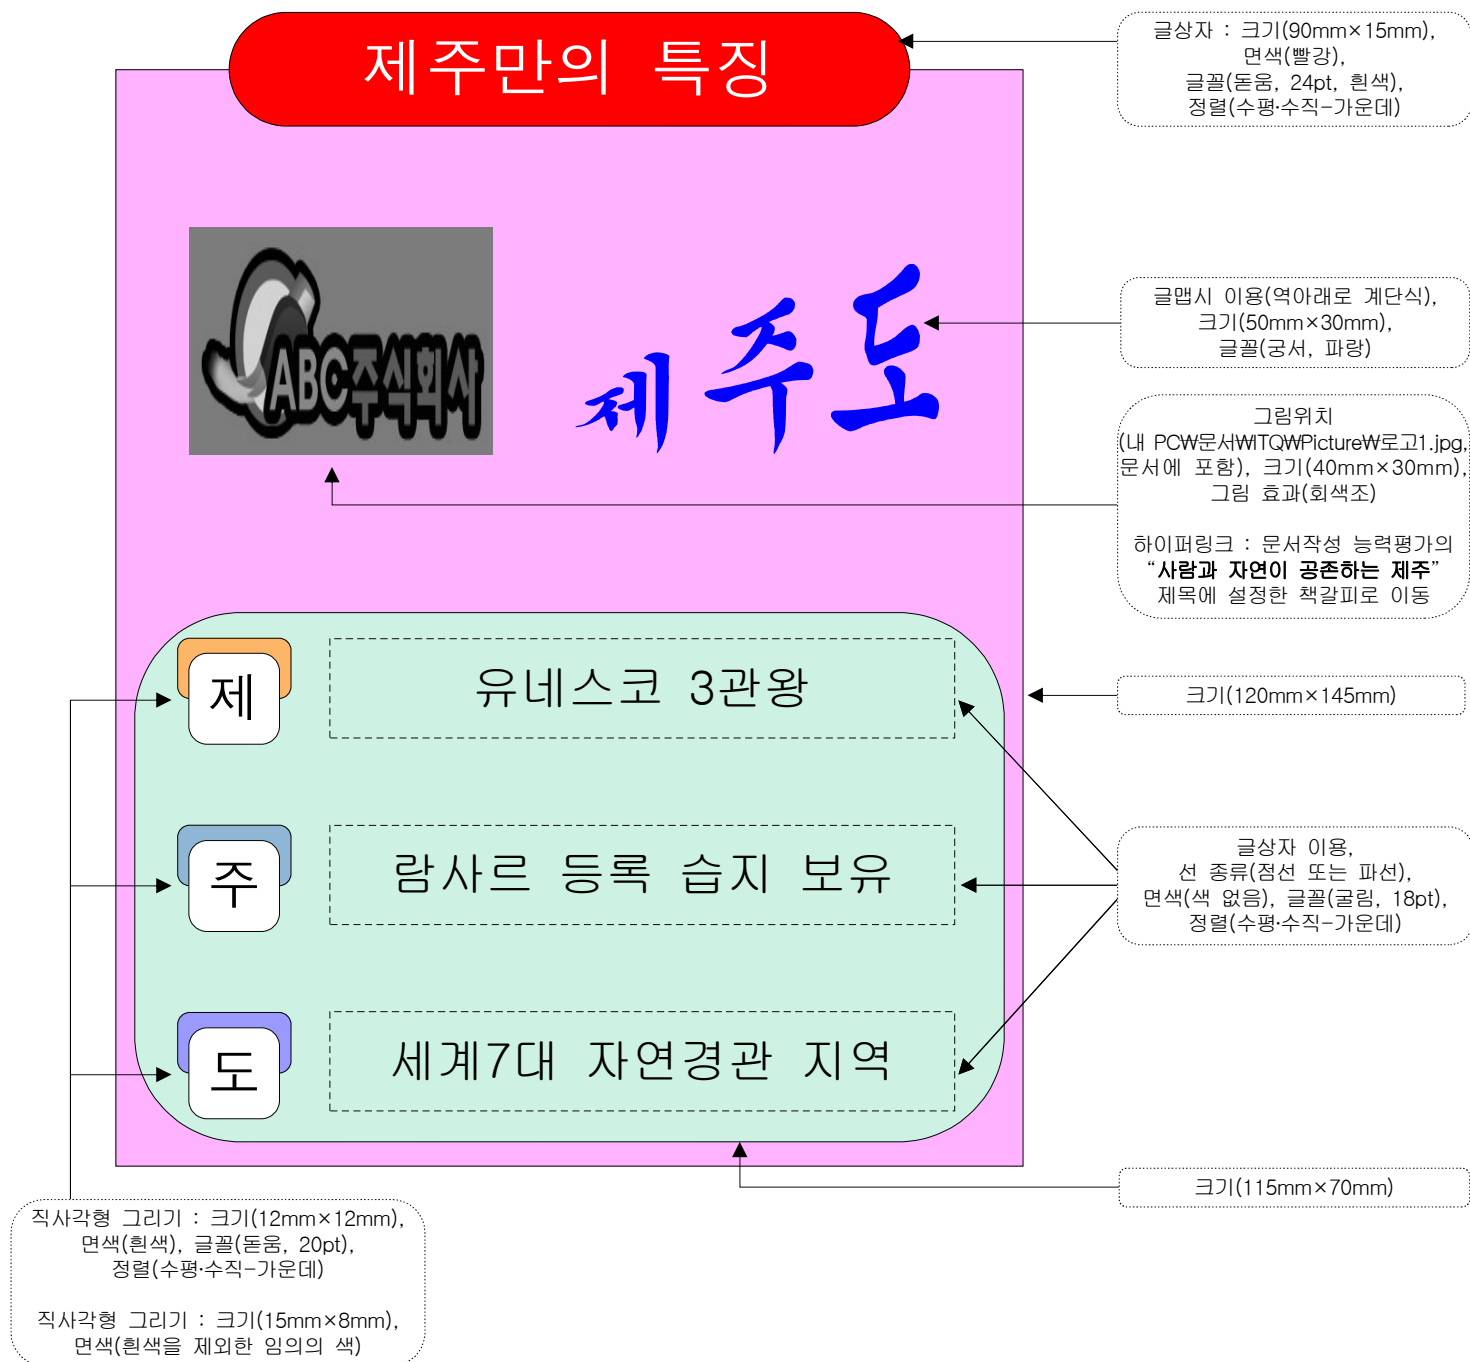 제주만의 특징
글상자 : 크기(90mm×15mm),
면색(빨강),
글꼴(돋움, 24pt, 흰색),
정렬(수평·수직-가운데)
ABC주식회사
제주도
글맵시 이용(역아래로 계단식),
크기(50mm×30mm),
글꼴(궁서, 파랑)
그림위치
(내 PC₩문서₩ITQ₩Picture₩로고1.jpg,
문서에 포함), 크기(40mm×30mm),
그림 효과(회색조)
하이퍼링크 : 문서작성 능력평가의
“사람과 자연이 공존하는 제주”
제목에 설정한 책갈피로 이동
제
유네스코 3관왕
크기(120mm×145mm)
주
람사르 등록 습지 보유
글상자 이용,
선 종류(점선 또는 파선),
면색(색 없음), 글꼴(굴림, 18pt),
정렬(수평·수직-가운데)
도
세계7대 자연경관 지역
크기(115mm×70mm)
직사각형 그리기 : 크기(12mm×12mm),
면색(흰색), 글꼴(돋움, 20pt),
정렬(수평·수직-가운데)
직사각형 그리기 : 크기(15mm×8mm),
면색(흰색을 제외한 임의의 색)